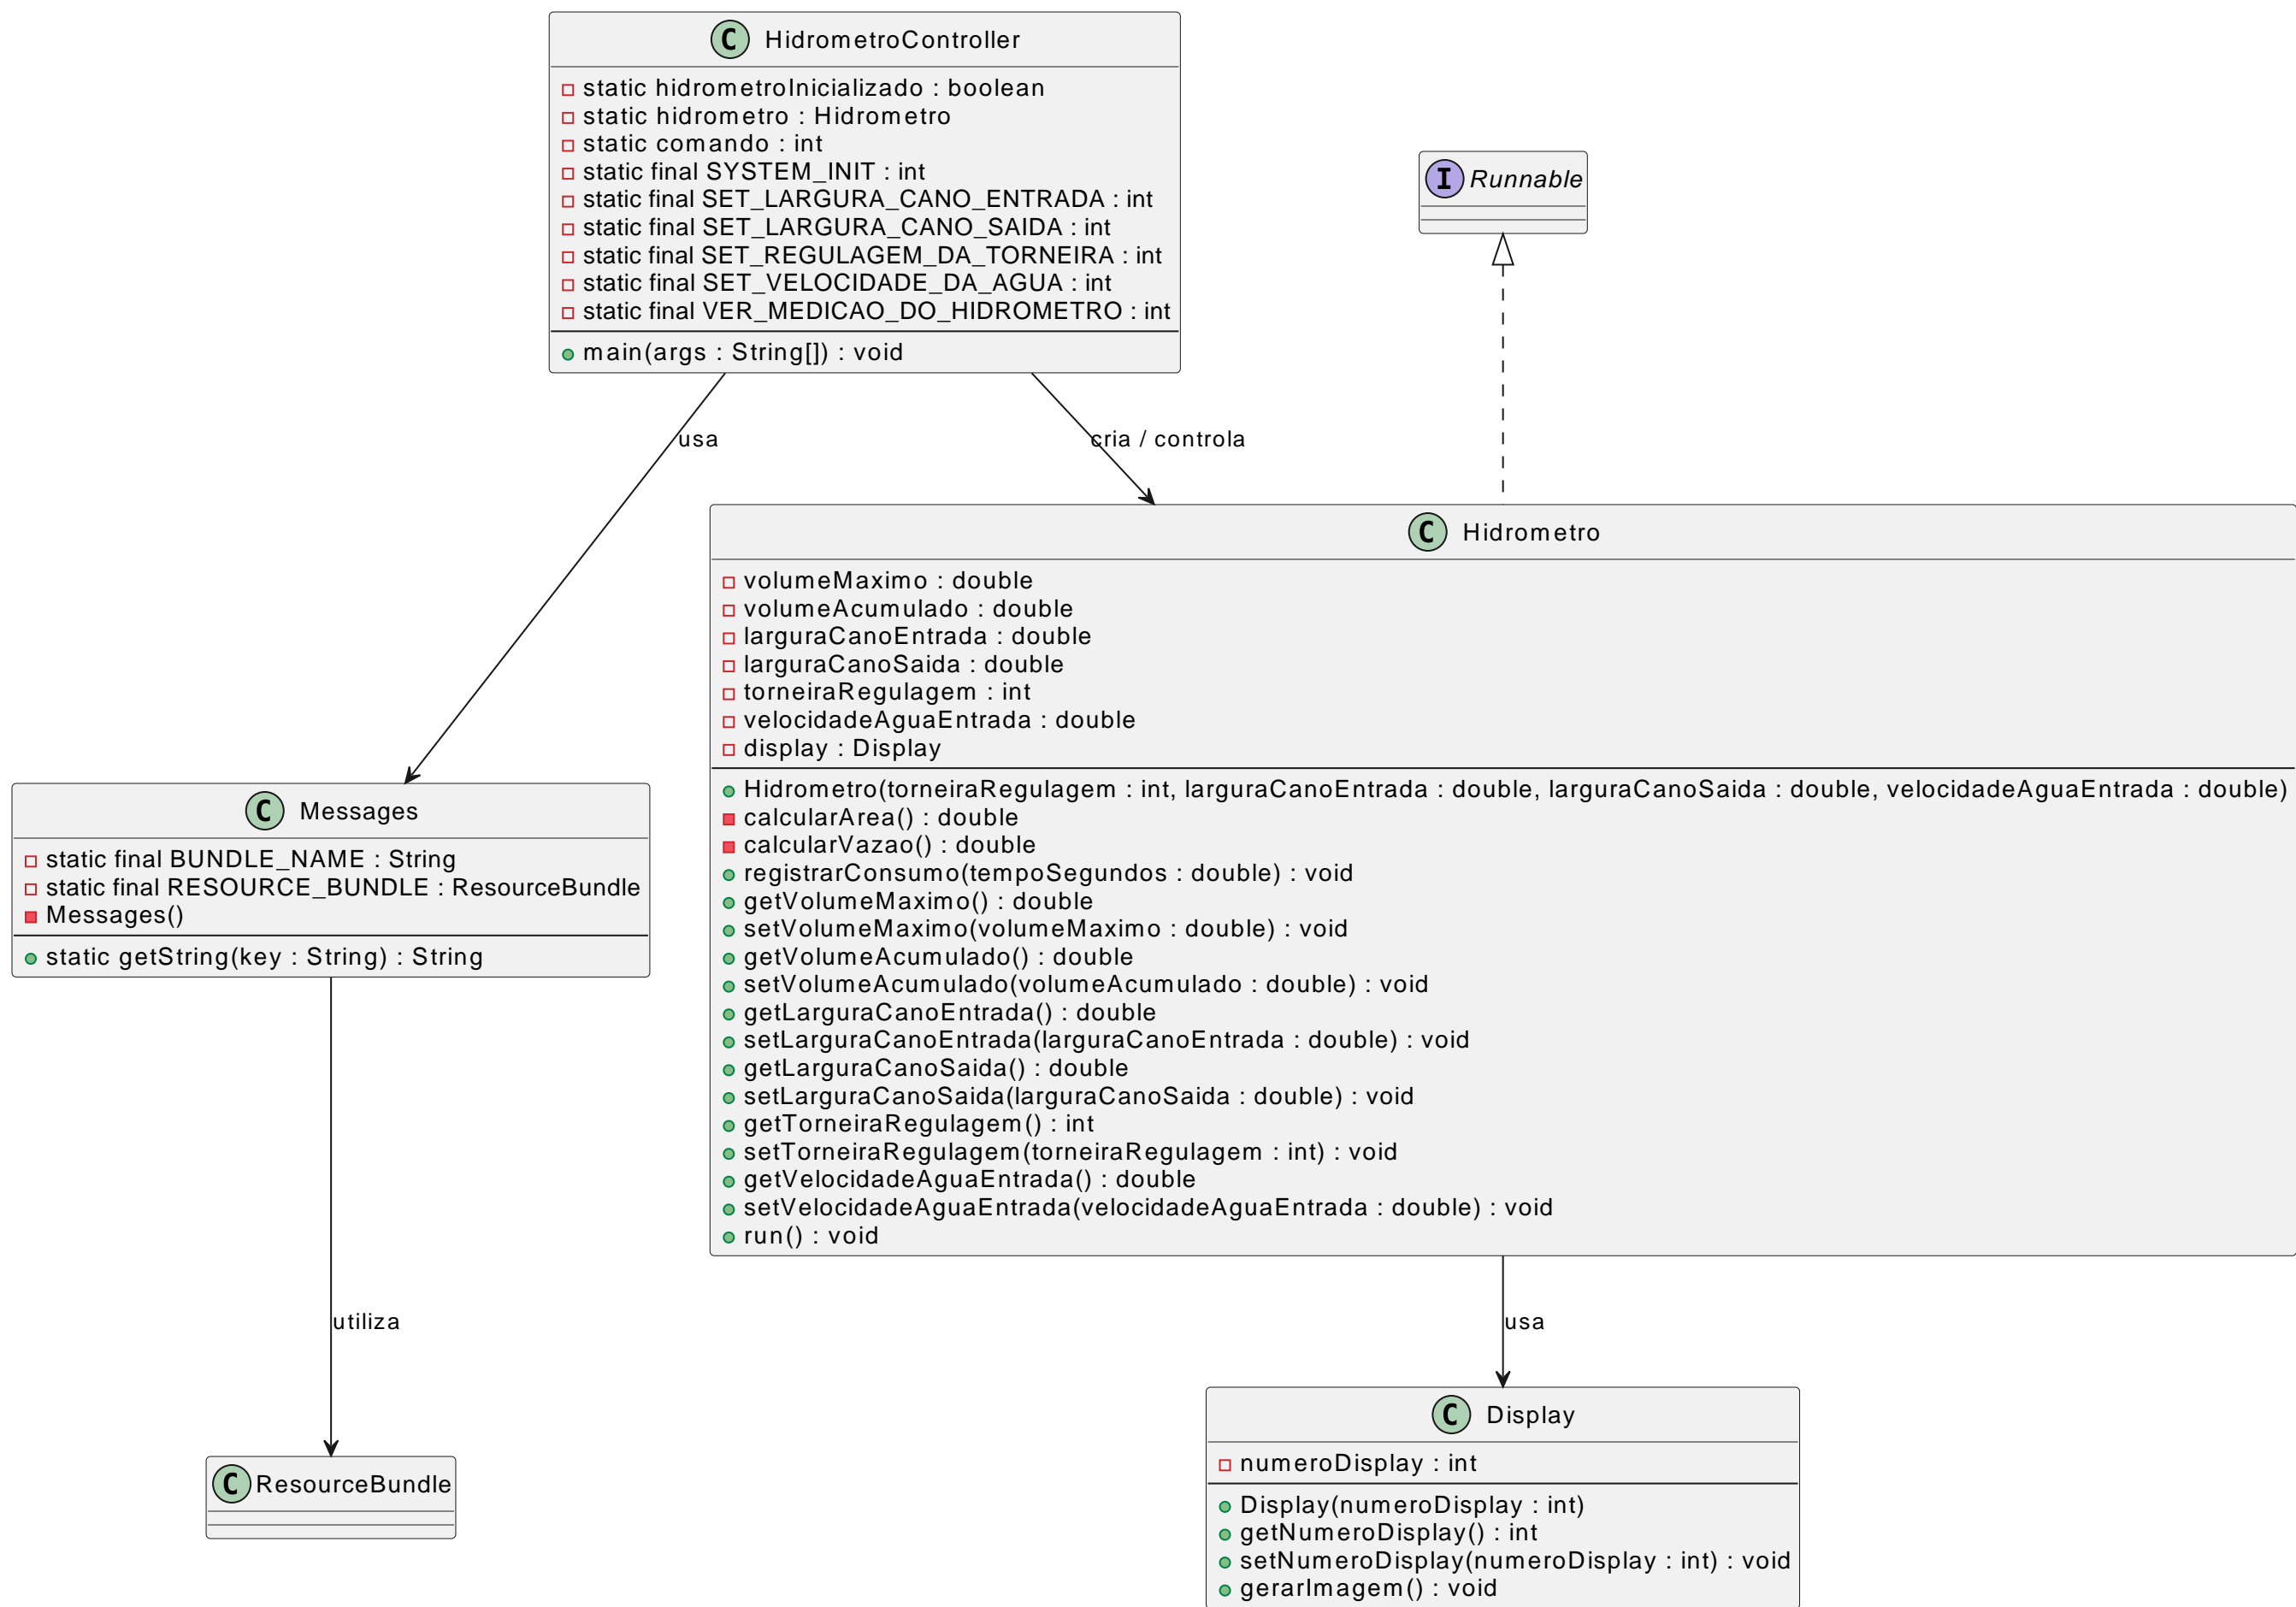 C HidrometroController
static hidrometroInicializado : boolean
static hidrometro : Hidrometro
static comando : int
static final SYSTEM_INIT : int
static final SET_LARGURA_CANO_ENTRADA : int
static final SET_LARGURA_CANO_SAIDA : int
static final SET_REGULAGEM_DA_TORNEIRA : int
static final SET_VELOCIDADE_DA_AGUA : int
static final VER_MEDICAO_DO_HIDROMETRO : int
main(args : String[]) : void
I Runnable
usa
cria / controla
C Hidrometro
volumeMaximo : double
volumeAcumulado : double
larguraCanoEntrada : double
larguraCanoSaida : double
torneiraRegulagem : int
velocidadeAguaEntrada : double
display : Display
Hidrometro(torneiraRegulagem : int, larguraCanoEntrada : double, larguraCanoSaida : double, velocidadeAguaEntrada : double)
calcularArea() : double
calcularVazao() : double
registrarConsumo(tempoSegundos : double) : void
getVolumeMaximo() : double
setVolumeMaximo(volumeMaximo : double) : void
getVolumeAcumulado() : double
setVolumeAcumulado(volumeAcumulado : double) : void
getLarguraCanoEntrada() : double
setLarguraCanoEntrada(larguraCanoEntrada : double) : void
getLarguraCanoSaida() : double
setLarguraCanoSaida(larguraCanoSaida : double) : void
getTorneiraRegulagem() : int
setTorneiraRegulagem(torneiraRegulagem : int) : void
getVelocidadeAguaEntrada() : double
setVelocidadeAguaEntrada(velocidadeAguaEntrada : double) : void
run() : void
C Messages
static final BUNDLE_NAME : String
static final RESOURCE_BUNDLE : ResourceBundle
Messages()
static getString(key : String) : String
utiliza
usa
C ResourceBundle
C Display
numeroDisplay : int
Display(numeroDisplay : int)
getNumeroDisplay() : int
setNumeroDisplay(numeroDisplay : int) : void
gerarImagem() : void